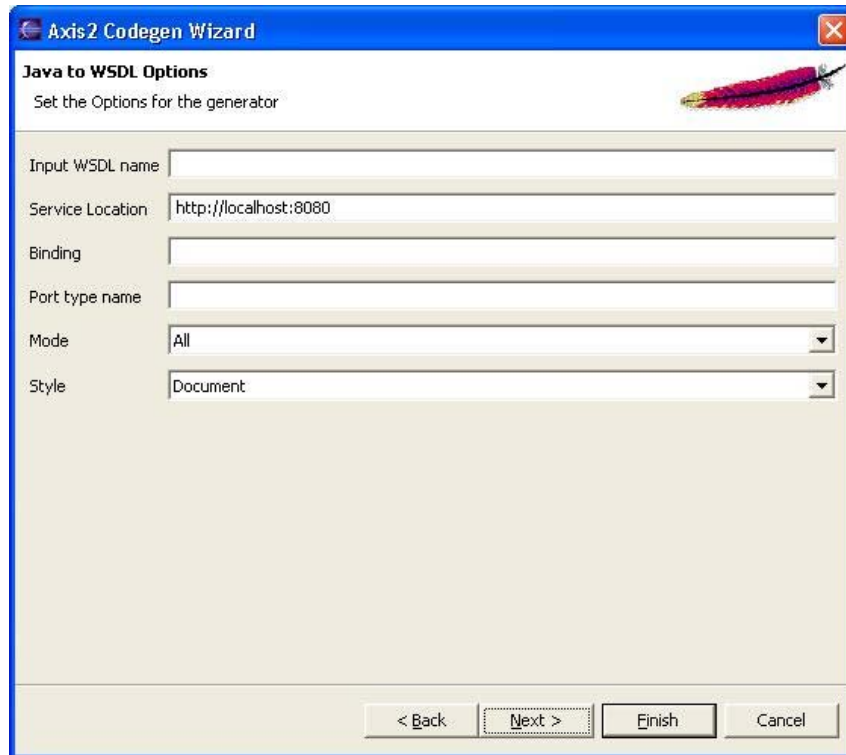 Axis2 Codegen Wizard
Java to WSDL Options
Set the Options for the generator
Input WSDL name
Service Location http://localhost:8080
Binding
Port type name
Mode All
Style Document
< Back Next > Finish Cancel